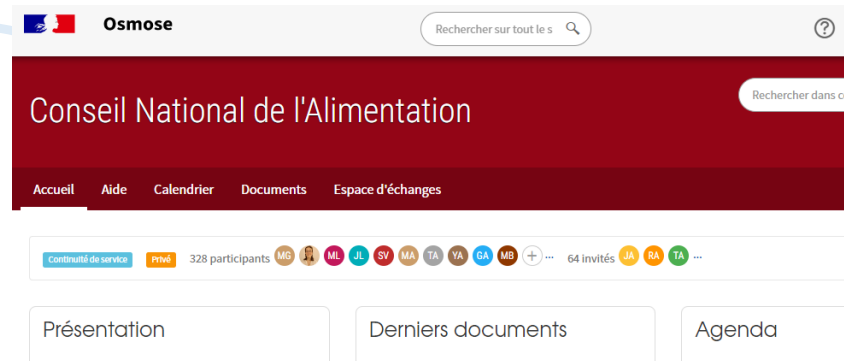 Osmose
Rechercher sur tout le s
Conseil National de l'Alimentation
Rechercher dans c
Accueil Aide Calendrier Documents Espace d'échanges
Continuité de service Privé 328 participants MG ML JL SV MA TA YA GA MB + ... 64 invités JA RA TA ...
Présentation Derniers documents Agenda